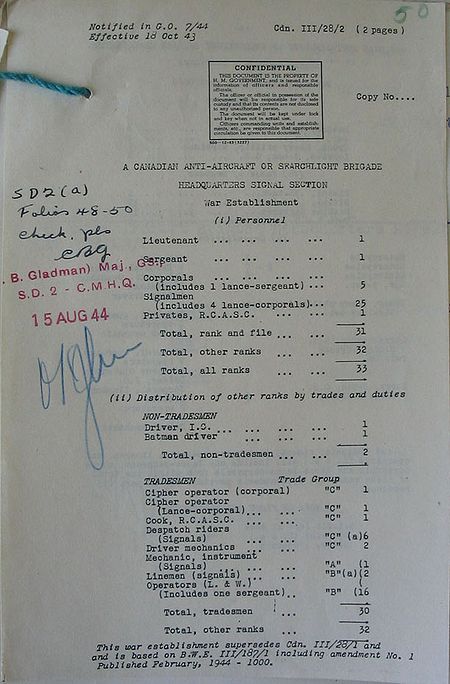 50
Notified in G.O. 7/44
Effective 18 Oct 43
Cdn. III/28/2 (2 pages)
CONFIDENTIAL
THIS DOCUMENT IS THE PROPERTY OF
H. M. GOVERNMENT, and is issued for the
information of officers and responsible
officials.
The officer or official in possession of the
document will be responsible for its safe
custody and that its contents are not disclosed
to any unauthorized person.
The document will be kept under lock
and key when not in actual use.
Officers commanding units and establish-
ments, etc., are responsible that appropriate
circulation be given to this document.
Copy No....
A CANADIAN ANTI-AIRCRAFT OR SEARCHLIGHT BRIGADE
HEADQUARTERS SIGNAL SECTION
War Establishment
SD2(a)
Folios 48-50
check, pls
(i) Personnel
Lieutenant ... ... ... ... 1
Sergeant ... ... ... ... 1
B. Gladman) Maj., G.S.,
S.D. 2 - C.M.H.Q.
15 AUG 44
Corporals ... ... ... ...
(includes 1 lance-sergeant)... 5
Signalmen
(includes 4 lance-corporals)... 25
Privates, R.C.A.S.C. ... ... 1
Total, rank and file ... ... 31
Total, other ranks ... ... 32
Total, all ranks ... ... 33
(ii) Distribution of other ranks by trades and duties
NON-TRADESMEN
Driver, I.C. ... ... ... ... 1
Batman driver ... ... ... 1
Total, non-tradesmen ... ... 2
TRADESMEN Trade Group
Cipher operator (corporal) "C" 1
Cipher operator
(Lance-corporal)... ... "C" 1
Cook, R.C.A.S.C. ... ... "C" 1
Despatch riders
(Signals) ... ... "C" (a)6
Driver mechanics ... ... "C" 2
Mechanic, instrument
(Signals) ... ... "A" (1
Linemen (signals) ... ... "B"(a)(2
Operators (L. & W.) (
(Includes one sergeant).. "B" (16
Total, tradesmen ... 30
Total, other ranks .. 32
This war establishment supersedes Cdn. III/28/1 and
and is based on B.W.E. III/187/1 including amendment No. 1
Published February, 1944 - 1000.